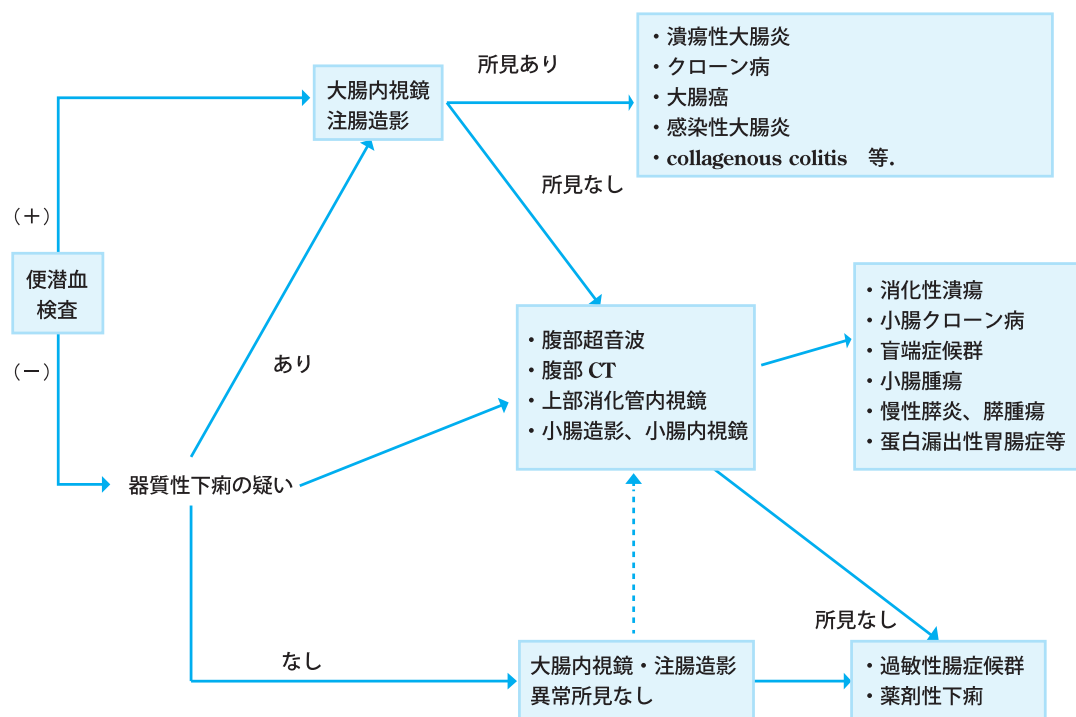 ・潰瘍性大腸炎
・クローン病
・大腸癌
・感染性大腸炎
・collagenous colitis　等.
所見あり
大腸内視鏡
注腸造影
所見なし
（＋）
便潜血
検査
（－）
あり
・腹部超音波
・腹部 CT
・上部消化管内視鏡
・小腸造影、小腸内視鏡
・消化性潰瘍
・小腸クローン病
・盲端症候群
・小腸腫瘍
・慢性膵炎、膵腫瘍
・蛋白漏出性胃腸症等
器質性下痢の疑い
なし
大腸内視鏡・注腸造影
異常所見なし
所見なし
・過敏性腸症候群
・薬剤性下痢